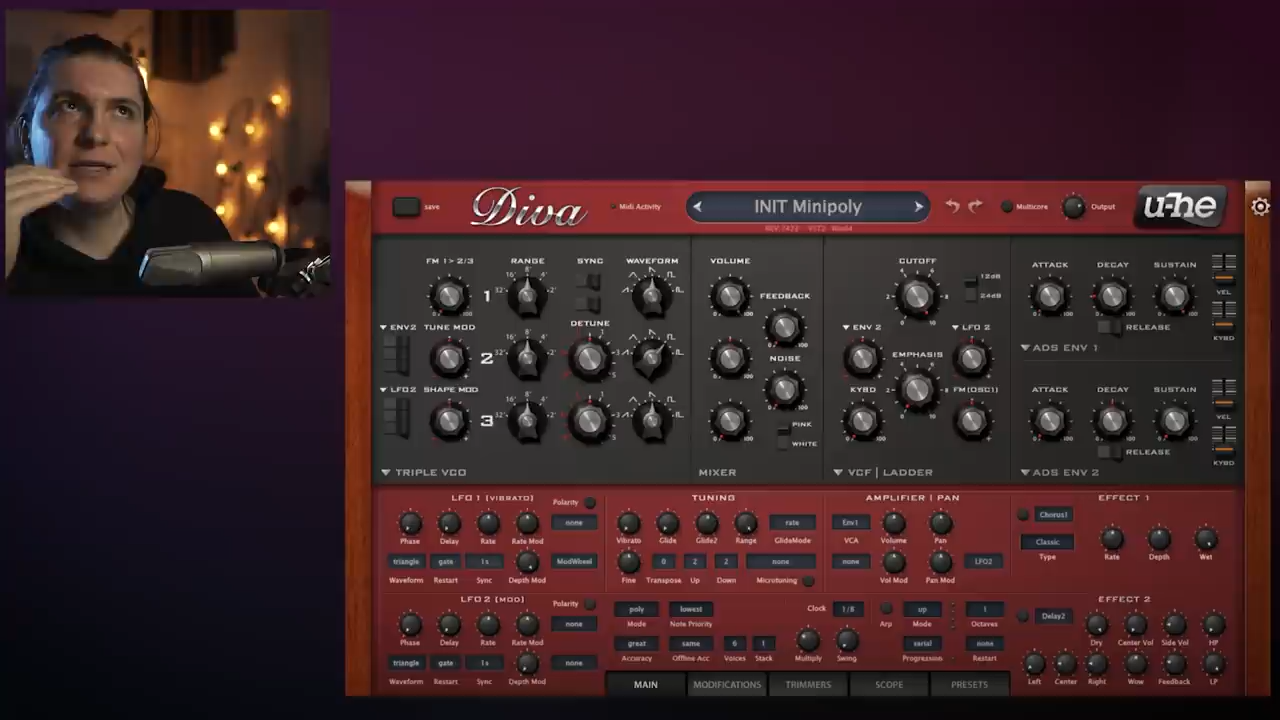 save
Diva
Midi Activity
INIT Minipoly
Multicore
Output
u-he
FM 1 > 2/3
RANGE
SYNC
WAVEFORM
VOLUME
CUTOFF
12dB
24dB
ATTACK
DECAY
SUSTAIN
VEL
KYBD
RELEASE
ADS ENV 1
FEEDBACK
1
ENV2
TUNE MOD
DETUNE
2
NOISE
PINK
WHITE
ENV 2
LFO 2
EMPHASIS
KYBD
FM (OSC1)
LFO2
SHAPE MOD
3
ATTACK
DECAY
SUSTAIN
VEL
KYBD
RELEASE
TRIPLE VCO
MIXER
VCF | LADDER
ADS ENV 2
LFO 1 (VIBRATO)
Polarity
none
Phase
Delay
Rate
Rate Mod
triangle
gate
1s
ModWheel
Waveform
Restart
Sync
Depth Mod
TUNING
rate
Vibrato
Glide
Glide2
Range
GlideMode
0
2
2
none
Fine
Transpose
Up
Down
Microtuning
AMPLIFIER | PAN
Env1
VCA
Volume
Pan
none
LFO2
Vol Mod
Pan Mod
EFFECT 1
Chorus1
Classic
Type
Rate
Depth
Wet
LFO 2 (MOD)
Polarity
none
Phase
Delay
Rate
Rate Mod
triangle
gate
1s
none
Waveform
Restart
Sync
Depth Mod
poly
lowest
Mode
Note Priority
great
same
6
1
Accuracy
Offline Acc
Voices
Stack
Clock
1/8
Multiply
Swing
Arp
up
Mode
1
Octaves
serial
Progression
none
Restart
EFFECT 2
Delay2
Dry
Center Vol
Side Vol
HP
Left
Center
Right
Wow
Feedback
LP
MAIN
MODIFICATIONS
TRIMMERS
SCOPE
PRESETS